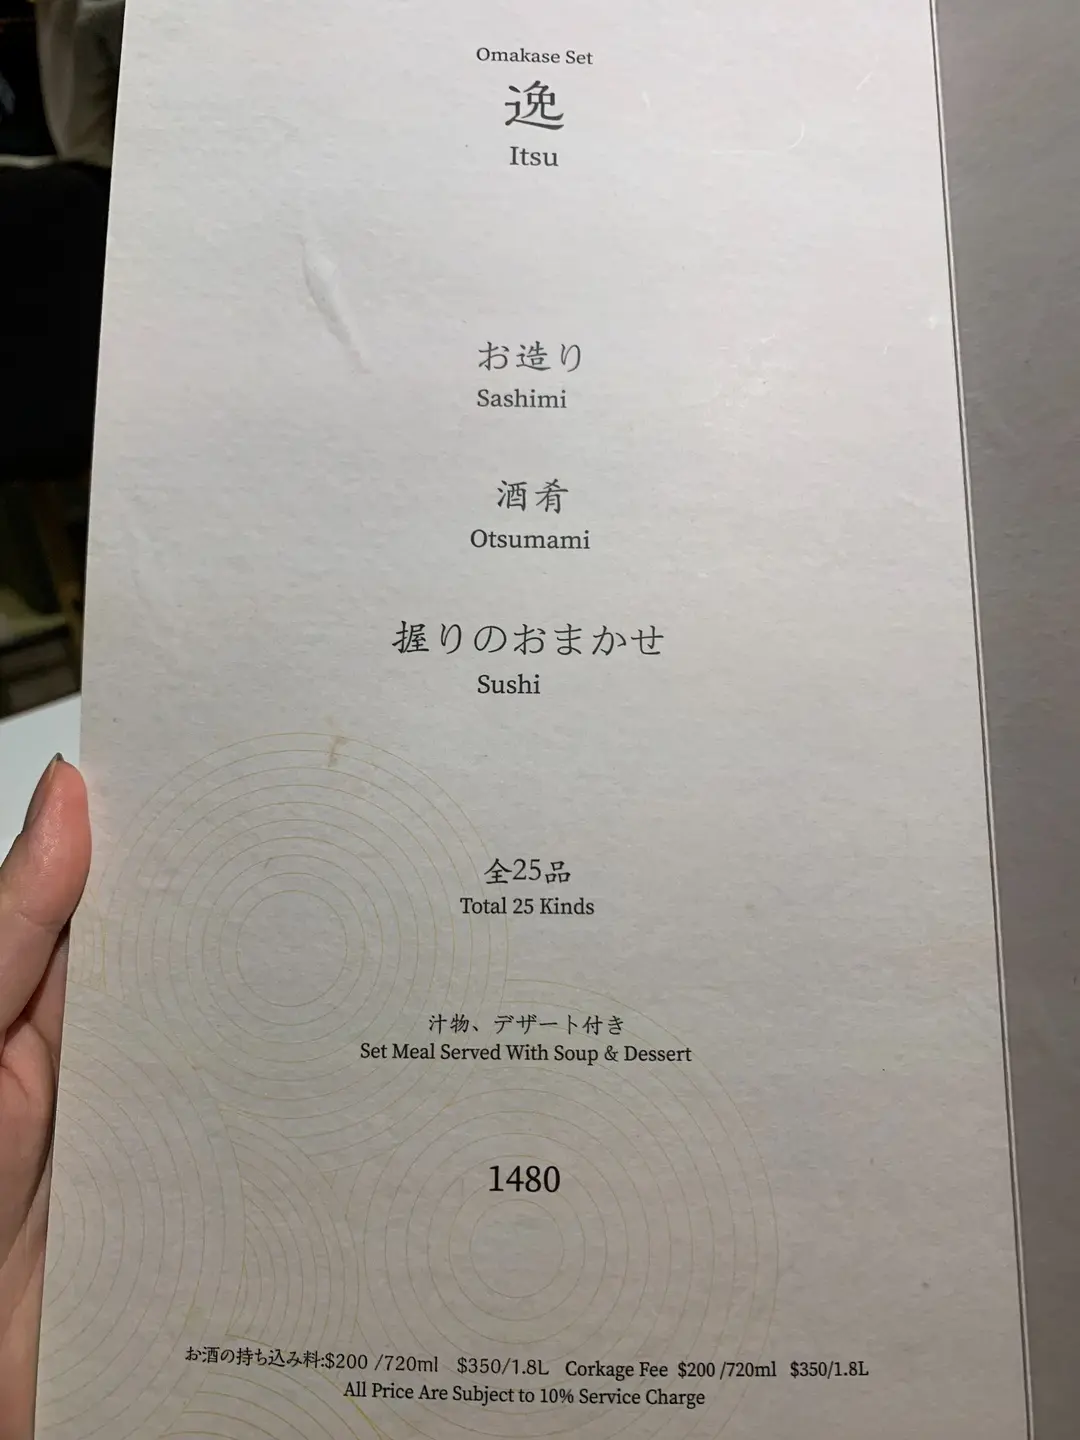 Omakase Set
逸
Itsu
お造り
Sashimi
酒肴
Otsumami
握りのおまかせ
Sushi
全25品
Total 25 Kinds
汁物、デザート付き
Set Meal Served With Soup & Dessert
1480
お酒の持ち込み料:$200 /720ml $350/1.8L Corkage Fee $200 /720ml $350/1.8L
All Price Are Subject to 10% Service Charge